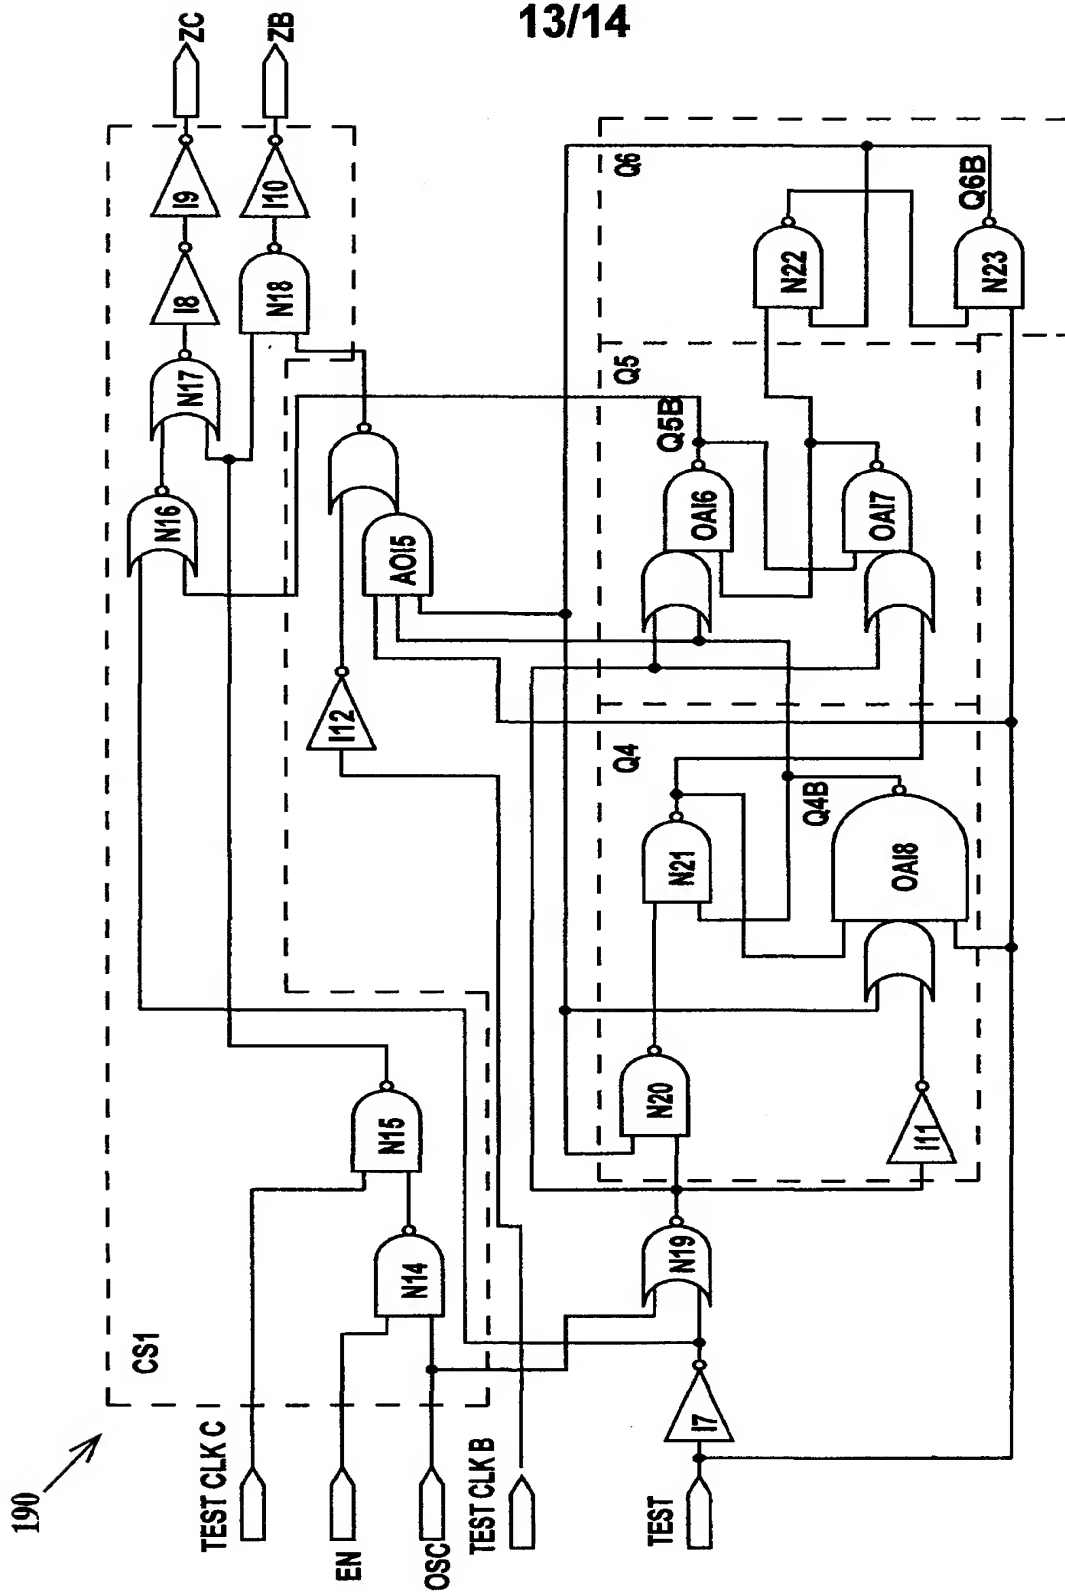 13/14
190
TEST CLK C
EN
OSC
TEST CLK B
TEST
CS1
N14
N15
N16
N17
I8
I9
ZC
N18
I10
ZB
I12
AOI5
I7
N19
N20
I11
Q4
N21
Q4B
OAI8
Q5
Q5B
OAI6
OAI7
Q6
N22
Q6B
N23